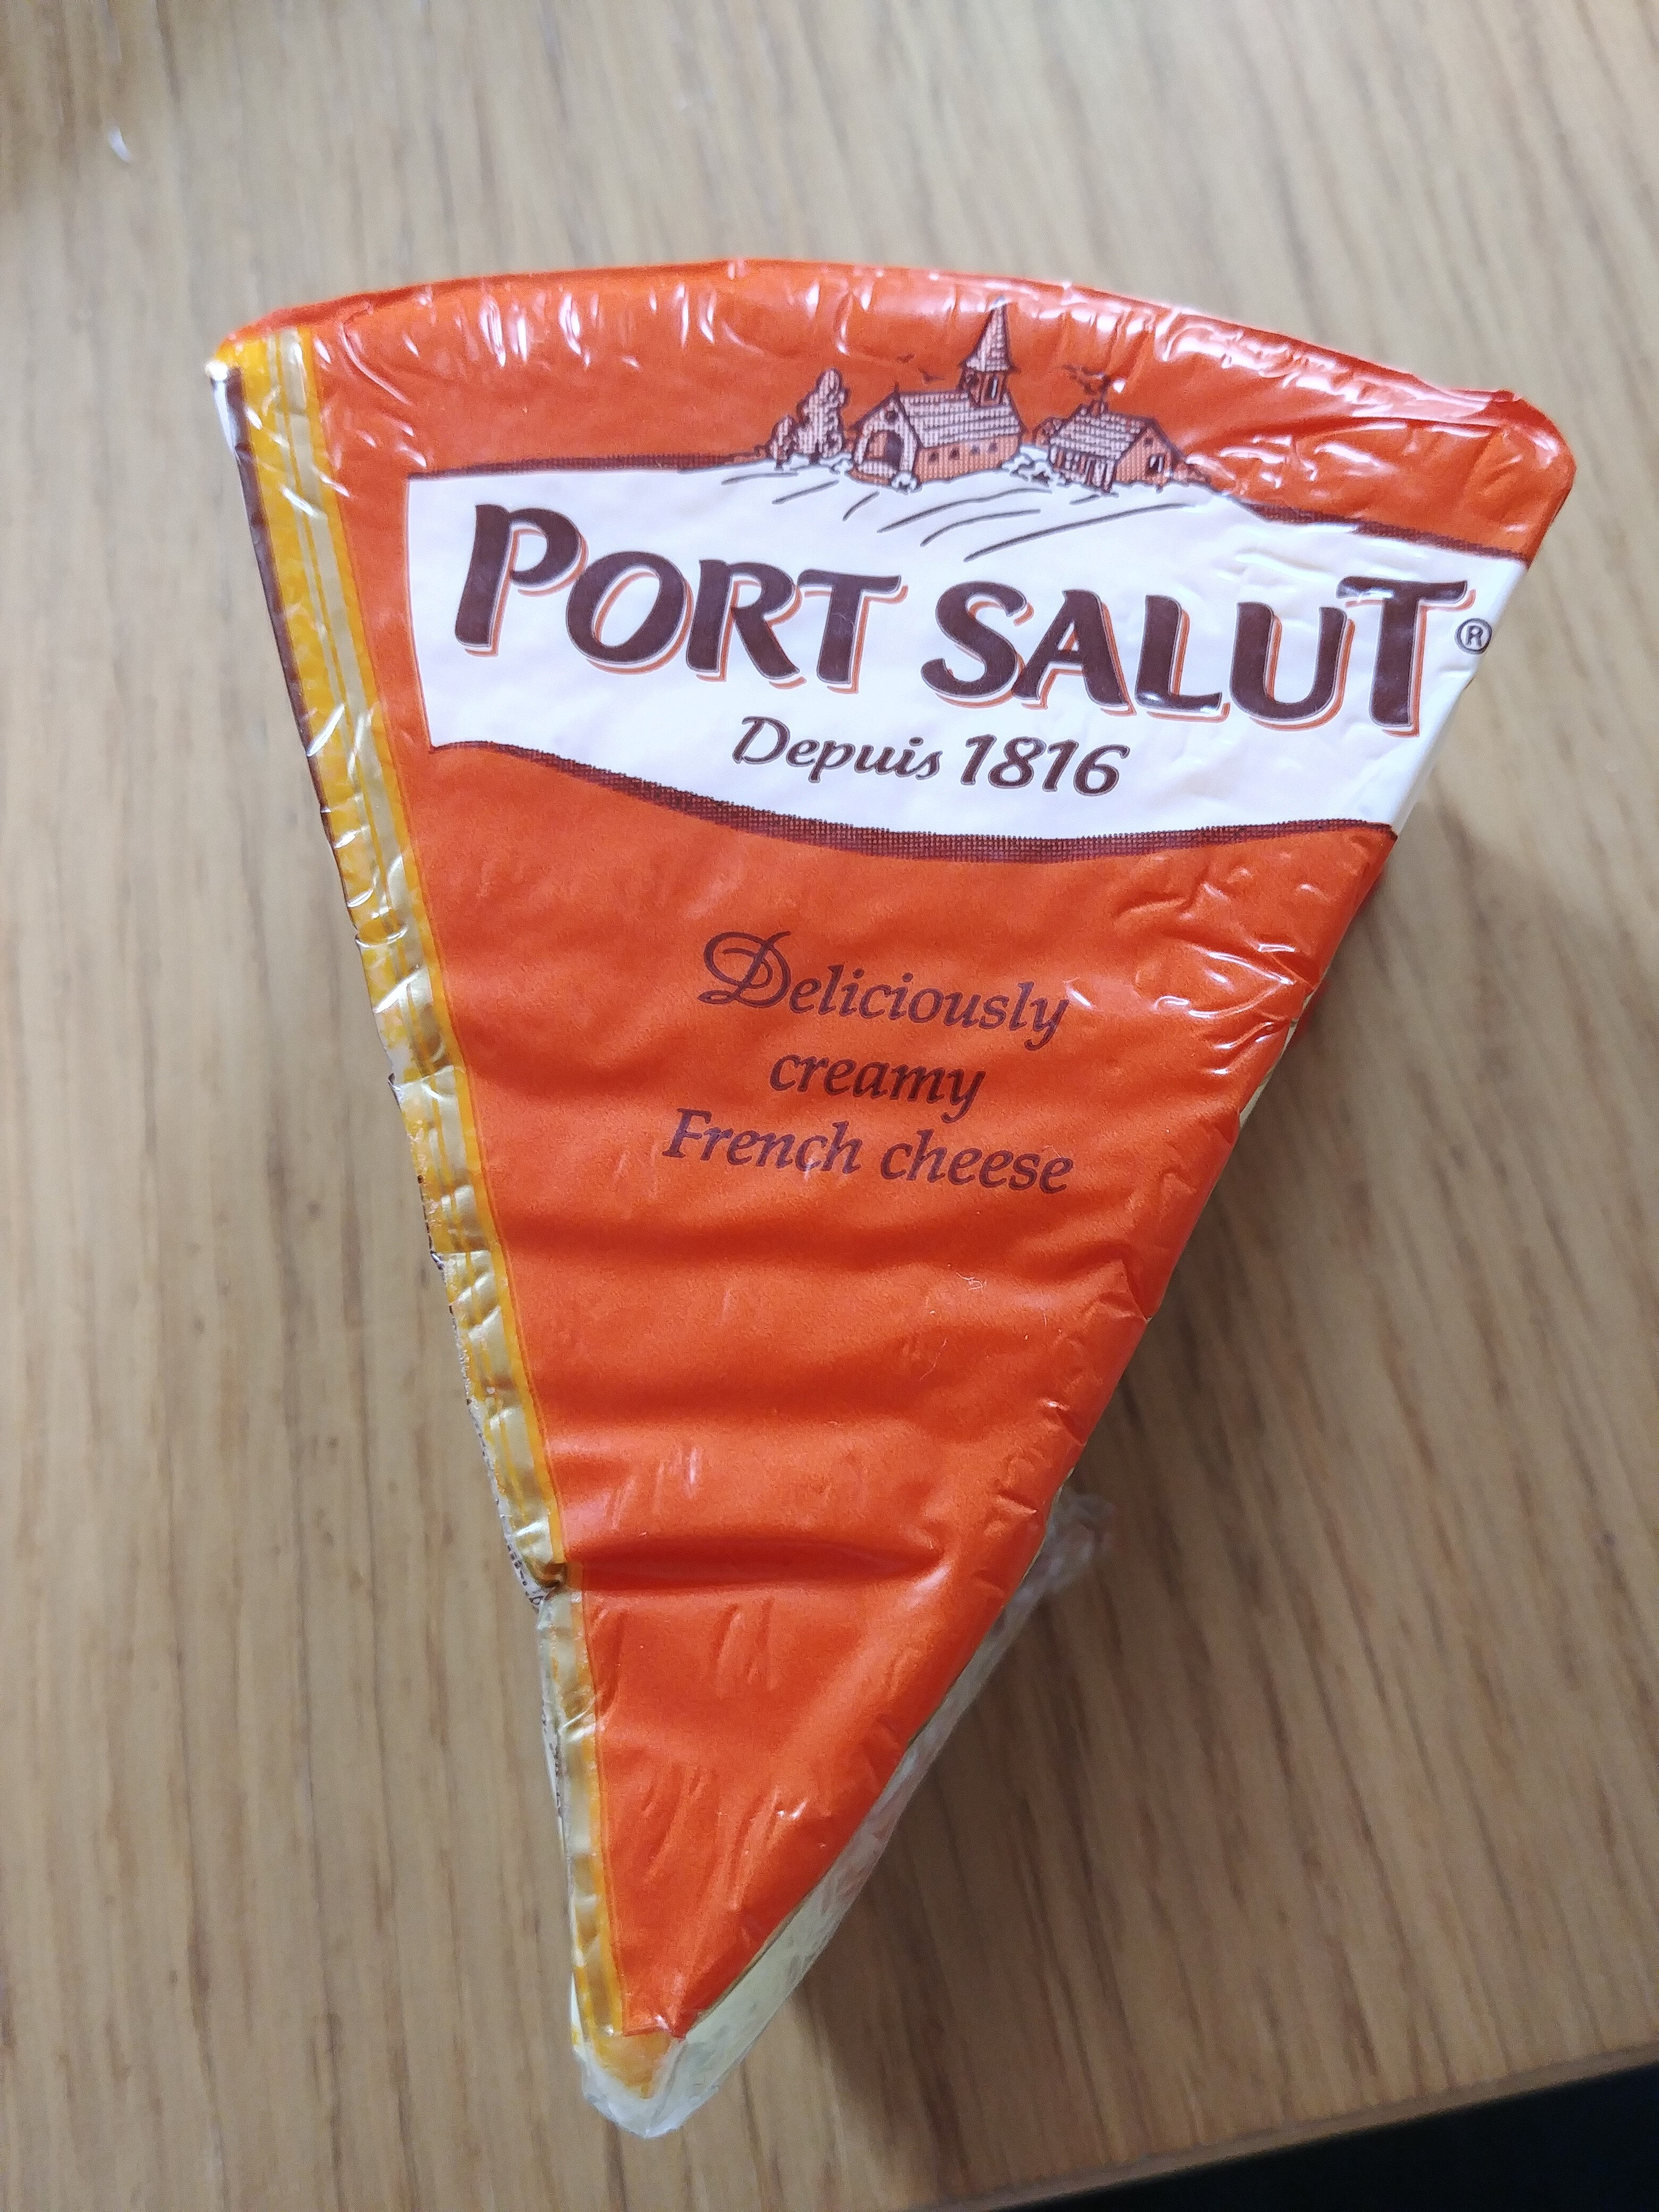 PORT SALUT®
Depuis 1816
Deliciously
creamy
French cheese